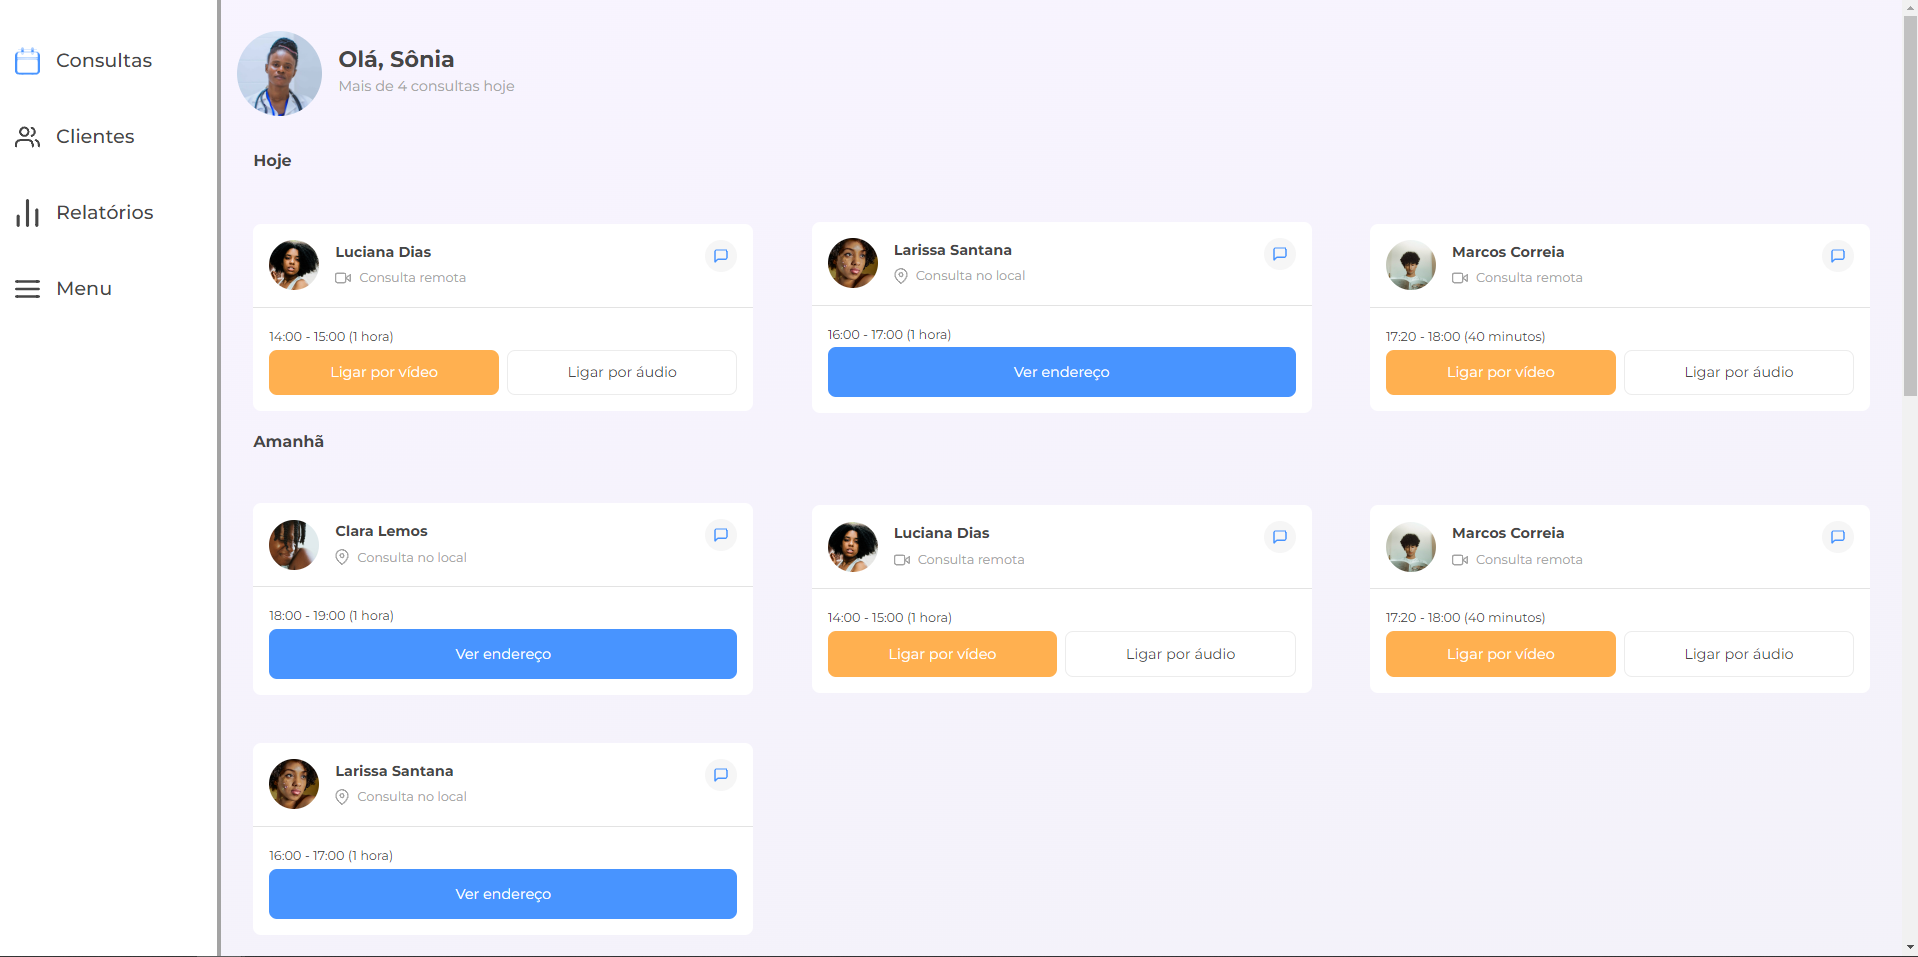 Consultas
Clientes
Relatórios
Menu
Olá, Sônia
Mais de 4 consultas hoje
Hoje
Luciana Dias
Consulta remota
14:00 - 15:00 (1 hora)
Ligar por vídeo
Ligar por áudio
Larissa Santana
Consulta no local
16:00 - 17:00 (1 hora)
Ver endereço
Marcos Correia
Consulta remota
17:20 - 18:00 (40 minutos)
Ligar por vídeo
Ligar por áudio
Amanhã
Clara Lemos
Consulta no local
18:00 - 19:00 (1 hora)
Ver endereço
Luciana Dias
Consulta remota
14:00 - 15:00 (1 hora)
Ligar por vídeo
Ligar por áudio
Marcos Correia
Consulta remota
17:20 - 18:00 (40 minutos)
Ligar por vídeo
Ligar por áudio
Larissa Santana
Consulta no local
16:00 - 17:00 (1 hora)
Ver endereço